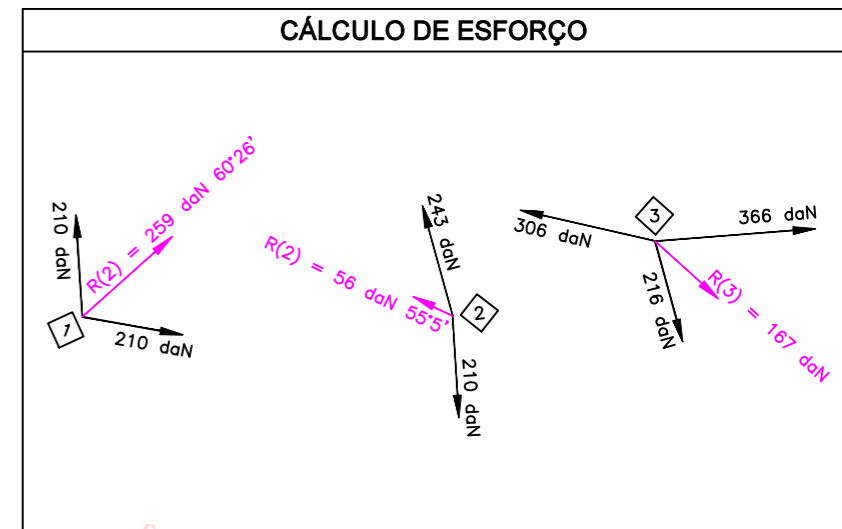 CÁLCULO DE ESFORÇO
210 daN
R(2) = 259 daN 60°26'
210 daN
1
R(2) = 56 daN 55°5'
243 daN
2
210 daN
306 daN
3
366 daN
216 daN
R(3) = 167 daN